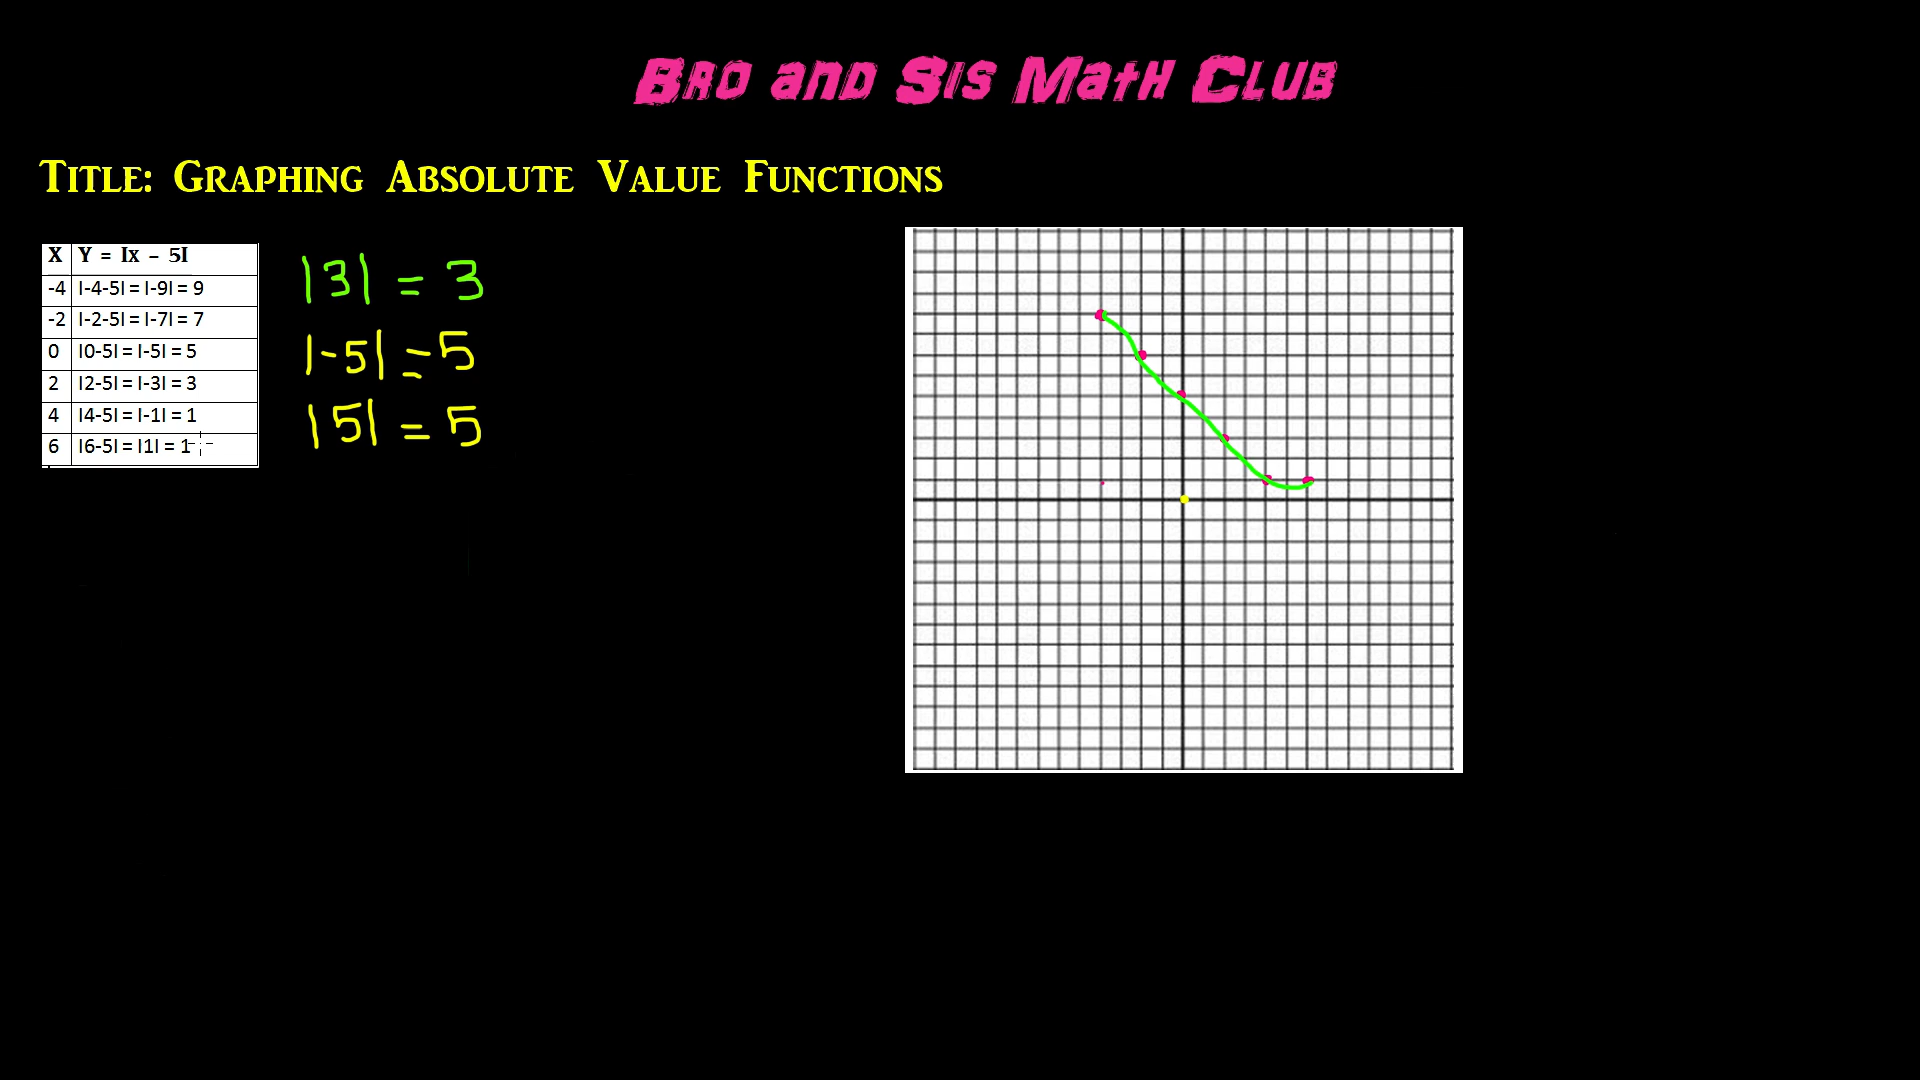 Bro and Sis Math Club
Title: Graphing Absolute Value Functions
X Y = Ix – 5I
-4 I-4-5I = I-9I = 9
-2 I-2-5I = I-7I = 7
0 I0-5I = I-5I = 5
2 I2-5I = I-3I = 3
4 I4-5I = I-1I = 1
6 I6-5I = I1I = 1
|3| = 3
|-5| = 5
|5| = 5